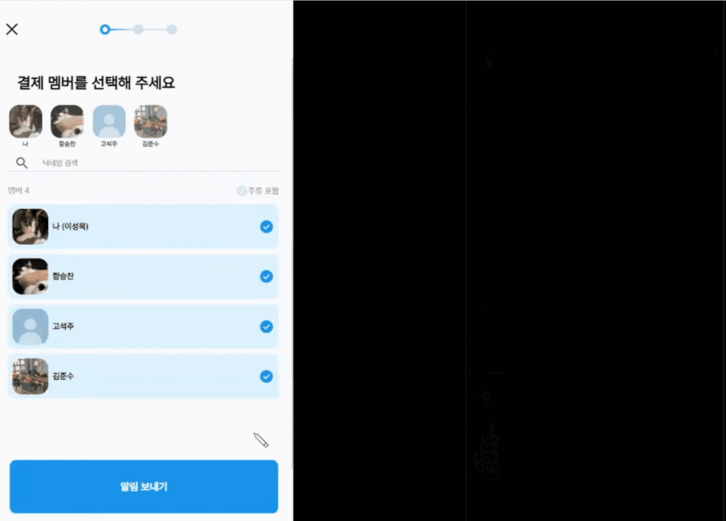 결제 멤버를 선택해 주세요
나 함승찬 고석주 김준수
닉네임 검색
멤버 4 주류 포함
나 (이성목)
함승찬
고석주
김준수
알림 보내기